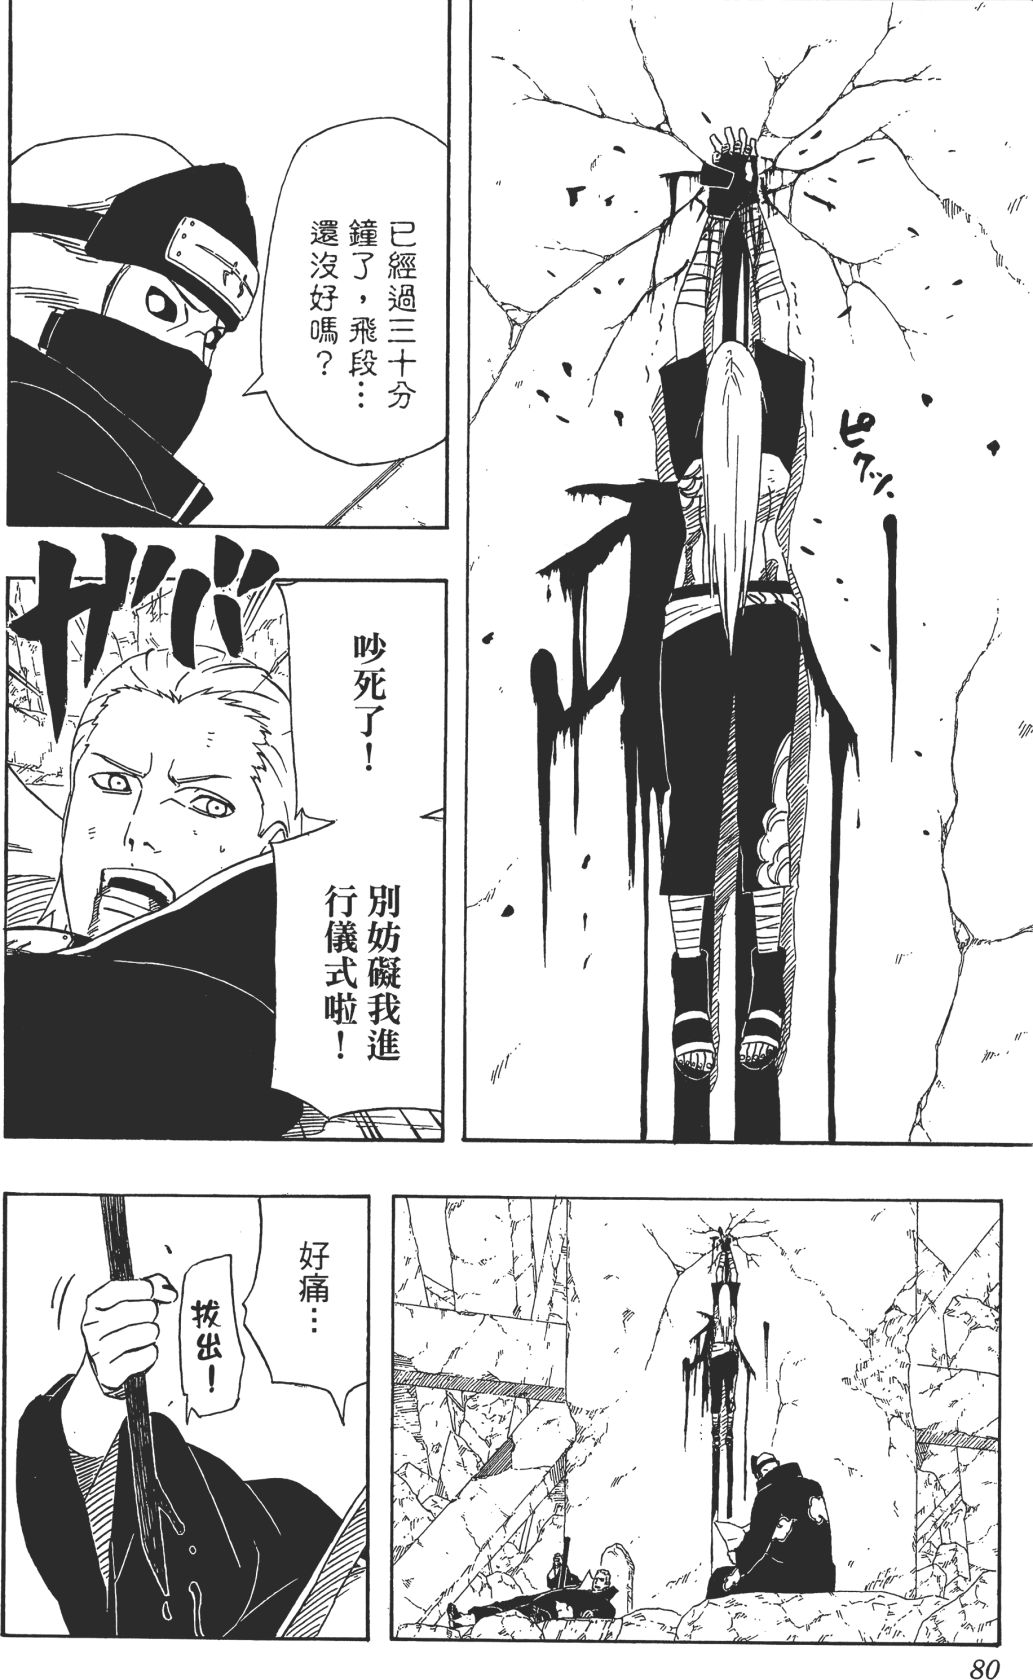 ピクッ
已經過三十分
鐘了，飛段…
還沒好嗎？
ガバ
吵死了！
別妨礙我進
行儀式啦！
好痛…
拔出！
80